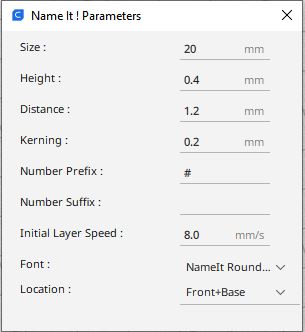 Name It ! Parameters
Size : 20 mm
Height : 0.4 mm
Distance : 1.2 mm
Kerning : 0.2 mm
Number Prefix : #
Number Suffix :
Initial Layer Speed : 8.0 mm/s
Font : NameIt Round...
Location : Front+Base